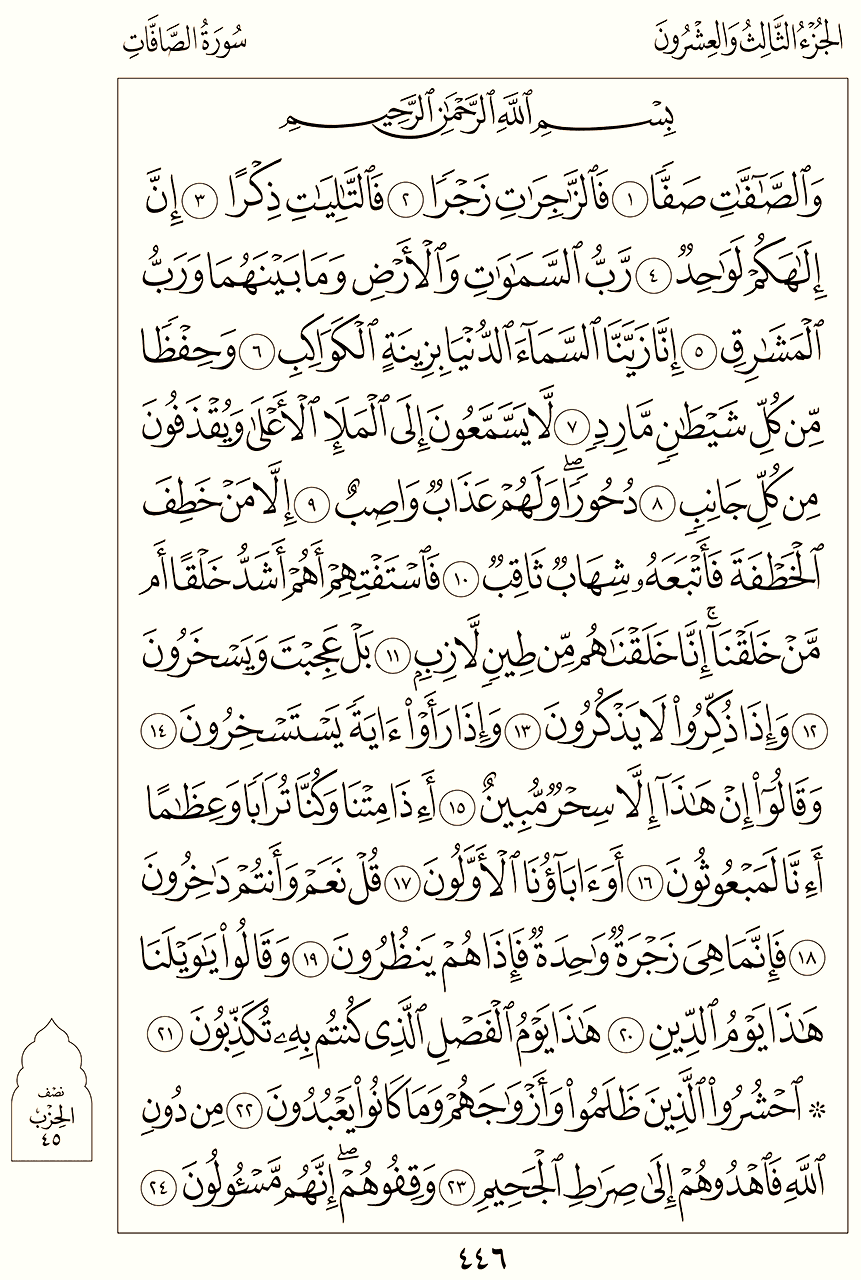 الجُزْءُ الثَّالِثُ وَالعِشْرُونَ
سُورَةُ الصَّافَّاتِ
بِسْمِ ٱللَّهِ ٱلرَّحْمَٰنِ ٱلرَّحِيمِ
وَٱلصَّٰٓفَّٰتِ صَفًّا ١ فَٱلزَّٰجِرَٰتِ زَجْرًا ٢ فَٱلتَّٰلِيَٰتِ ذِكْرًا ٣ إِنَّ
إِلَٰهَكُمْ لَوَٰحِدٌ ٤ رَّبُّ ٱلسَّمَٰوَٰتِ وَٱلْأَرْضِ وَمَا بَيْنَهُمَا وَرَبُّ
ٱلْمَشَٰرِقِ ٥ إِنَّا زَيَّنَّا ٱلسَّمَآءَ ٱلدُّنْيَا بِزِينَةٍ ٱلْكَوَاكِبِ ٦ وَحِفْظًا
مِّن كُلِّ شَيْطَٰنٍ مَّارِدٍ ٧ لَّا يَسَّمَّعُونَ إِلَى ٱلْمَلَإِ ٱلْأَعْلَىٰ وَيُقْذَفُونَ
مِن كُلِّ جَانِبٍ ٨ دُحُورًا ۖ وَلَهُمْ عَذَابٌ وَاصِبٌ ٩ إِلَّا مَنْ خَطِفَ
ٱلْخَطْفَةَ فَأَتْبَعَهُۥ شِهَابٌ ثَاقِبٌ ١٠ فَٱسْتَفْتِهِمْ أَهُمْ أَشَدُّ خَلْقًا أَم
مَّنْ خَلَقْنَآ ۚ إِنَّا خَلَقْنَٰهُم مِّن طِينٍ لَّازِبٍۭ ١١ بَلْ عَجِبْتَ وَيَسْخَرُونَ
١٢ وَإِذَا ذُكِّرُوا۟ لَا يَذْكُرُونَ ١٣ وَإِذَا رَأَوْا۟ ءَايَةً يَسْتَسْخِرُونَ ١٤
وَقَالُوٓا۟ إِنْ هَٰذَآ إِلَّا سِحْرٌ مُّبِينٌ ١٥ أَءِذَا مِتْنَا وَكُنَّا تُرَابًا وَعِظَٰمًا
أَءِنَّا لَمَبْعُوثُونَ ١٦ أَوَءَابَآؤُنَا ٱلْأَوَّلُونَ ١٧ قُلْ نَعَمْ وَأَنتُمْ دَٰخِرُونَ
١٨ فَإِنَّمَا هِىَ زَجْرَةٌ وَٰحِدَةٌ فَإِذَا هُمْ يَنظُرُونَ ١٩ وَقَالُوا۟ يَٰوَيْلَنَا
هَٰذَا يَوْمُ ٱلدِّينِ ٢٠ هَٰذَا يَوْمُ ٱلْفَصْلِ ٱلَّذِى كُنتُم بِهِۦ تُكَذِّبُونَ ٢١
۞ ٱحْشُرُوا۟ ٱلَّذِينَ ظَلَمُوا۟ وَأَزْوَٰجَهُمْ وَمَا كَانُوا۟ يَعْبُدُونَ ٢٢ مِن دُونِ
ٱللَّهِ فَٱهْدُوهُمْ إِلَىٰ صِرَٰطِ ٱلْجَحِيمِ ٢٣ وَقِفُوهُمْ ۖ إِنَّهُم مَّسْـُٔولُونَ ٢٤
نصف
الحِزْب
٤٥
٤٤٦